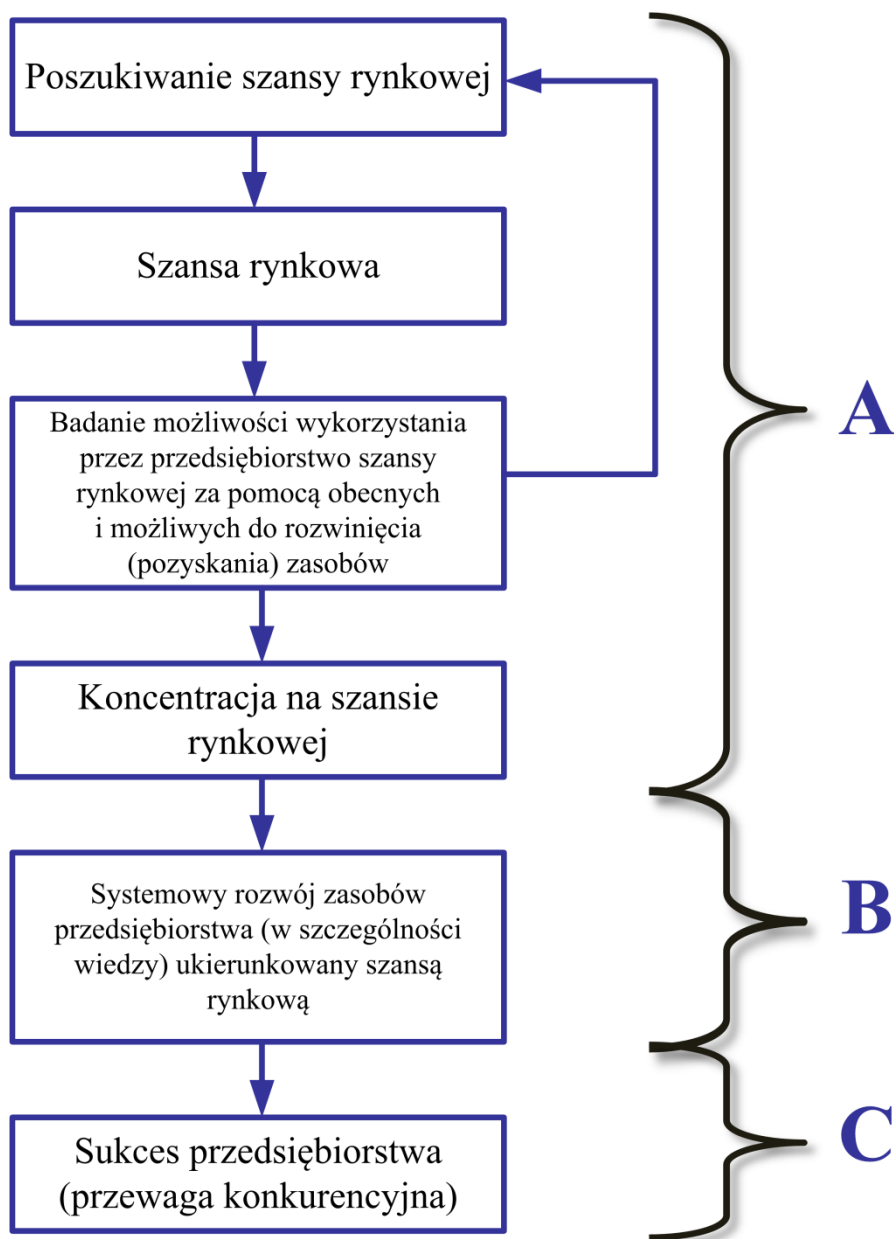 Poszukiwanie szansy rynkowej
Szansa rynkowa
Badanie możliwości wykorzystania
przez przedsiębiorstwo szansy
rynkowej za pomocą obecnych
i możliwych do rozwinięcia
(pozyskania) zasobów
A
Koncentracja na szansie
rynkowej
Systemowy rozwój zasobów
przedsiębiorstwa (w szczególności
wiedzy) ukierunkowany szansą
rynkową
B
Sukces przedsiębiorstwa
(przewaga konkurencyjna)
C